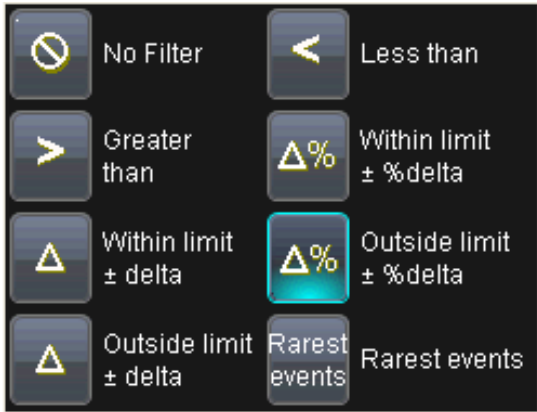 No Filter
< Less than
> Greater
than
Δ% Within limit
± %delta
Δ Within limit
± delta
Δ% Outside limit
± %delta
Δ Outside limit
± delta
Rarest
events
Rarest events